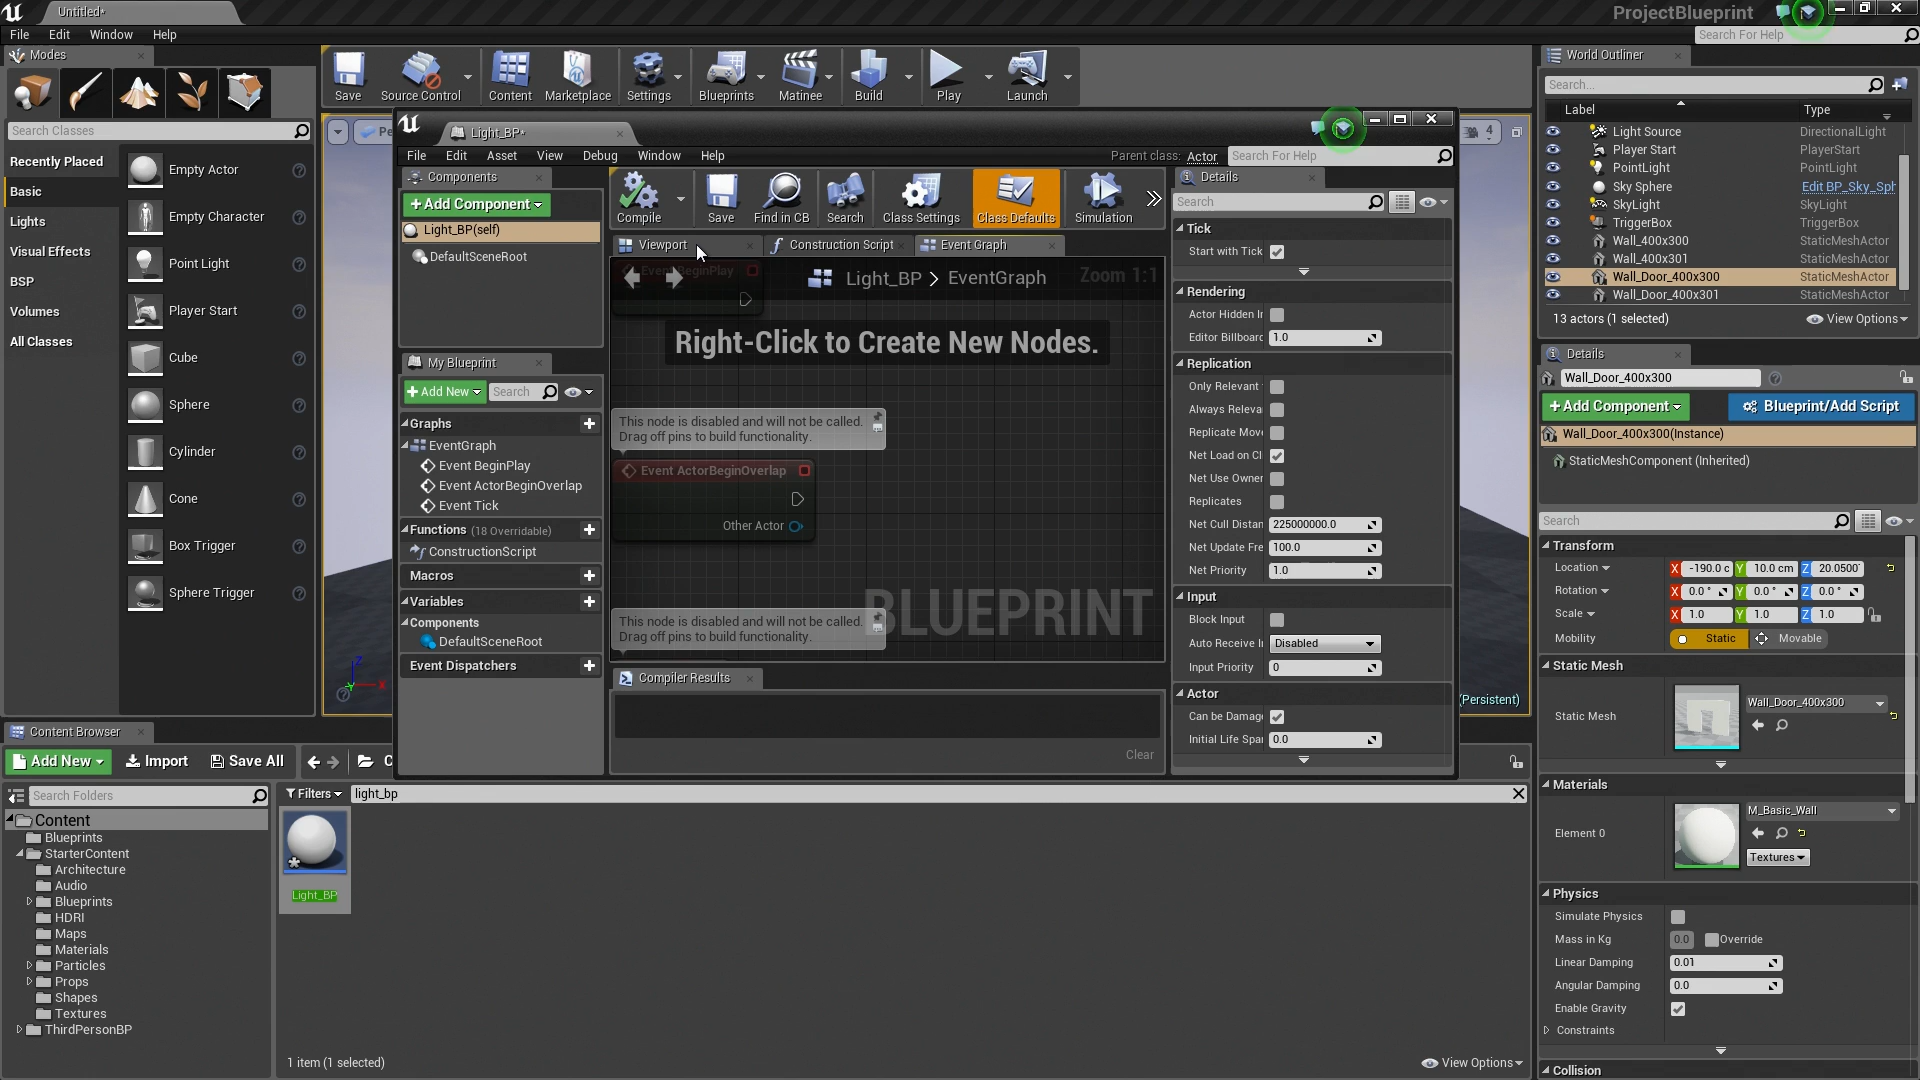 Untitled*
ProjectBlueprint
File Edit Window Help
Search For Help
Modes
Search Classes
Recently Placed
Basic
Lights
Visual Effects
BSP
Volumes
All Classes
Empty Actor
Empty Character
Point Light
Player Start
Cube
Sphere
Cylinder
Cone
Box Trigger
Sphere Trigger
Save Source Control Content Marketplace Settings Blueprints Matinee Build Play Launch
4
(Persistent)
Light_BP*
File Edit Asset View Debug Window Help
Parent class: Actor Search For Help
Components
+Add Component
Light_BP(self)
DefaultSceneRoot
My Blueprint
+Add New Search
Graphs
EventGraph
Event BeginPlay
Event ActorBeginOverlap
Event Tick
Functions (18 Overridable)
ConstructionScript
Macros
Variables
Components
DefaultSceneRoot
Event Dispatchers
Compile Save Find in CB Search Class Settings Class Defaults Simulation
Viewport Construction Script Event Graph
Event BeginPlay
Light_BP > EventGraph Zoom 1:1
Right-Click to Create New Nodes.
This node is disabled and will not be called.
Drag off pins to build functionality.
Event ActorBeginOverlap
Other Actor
This node is disabled and will not be called.
Drag off pins to build functionality.
BLUEPRINT
Compiler Results
Clear
Details
Search
Tick
Start with Tick
Rendering
Actor Hidden I
Editor Billboard 1.0
Replication
Only Relevant
Always Releva
Replicate Mov
Net Load on Cl
Net Use Owner
Replicates
Net Cull Distan 225000000.0
Net Update Fre 100.0
Net Priority 1.0
Input
Block Input
Auto Receive I Disabled
Input Priority 0
Actor
Can be Damage
Initial Life Spa 0.0
World Outliner
Search...
Label Type
Light Source DirectionalLight
Player Start PlayerStart
PointLight PointLight
Sky Sphere Edit BP_Sky_Sph
SkyLight SkyLight
TriggerBox TriggerBox
Wall_400x300 StaticMeshActor
Wall_400x301 StaticMeshActor
Wall_Door_400x300 StaticMeshActor
Wall_Door_400x301 StaticMeshActor
13 actors (1 selected) View Options
Details
Wall_Door_400x300
+Add Component Blueprint/Add Script
Wall_Door_400x300(Instance)
StaticMeshComponent (Inherited)
Search
Transform
Location X -190.0 c Y 10.0 cm Z 20.0500
Rotation X 0.0 ° Y 0.0 ° Z 0.0 °
Scale X 1.0 Y 1.0 Z 1.0
Mobility Static Movable
Static Mesh
Static Mesh Wall_Door_400x300
Materials
Element 0 M_Basic_Wall
Textures
Physics
Simulate Physics
Mass in Kg 0.0 Override
Linear Damping 0.01
Angular Damping 0.0
Enable Gravity
Constraints
Collision
Content Browser
Add New Import Save All C
Search Folders
Filters light_bp
Content
Blueprints
StarterContent
Architecture
Audio
Blueprints
HDRI
Maps
Materials
Particles
Props
Shapes
Textures
ThirdPersonBP
Light_BP
1 item (1 selected)
View Options